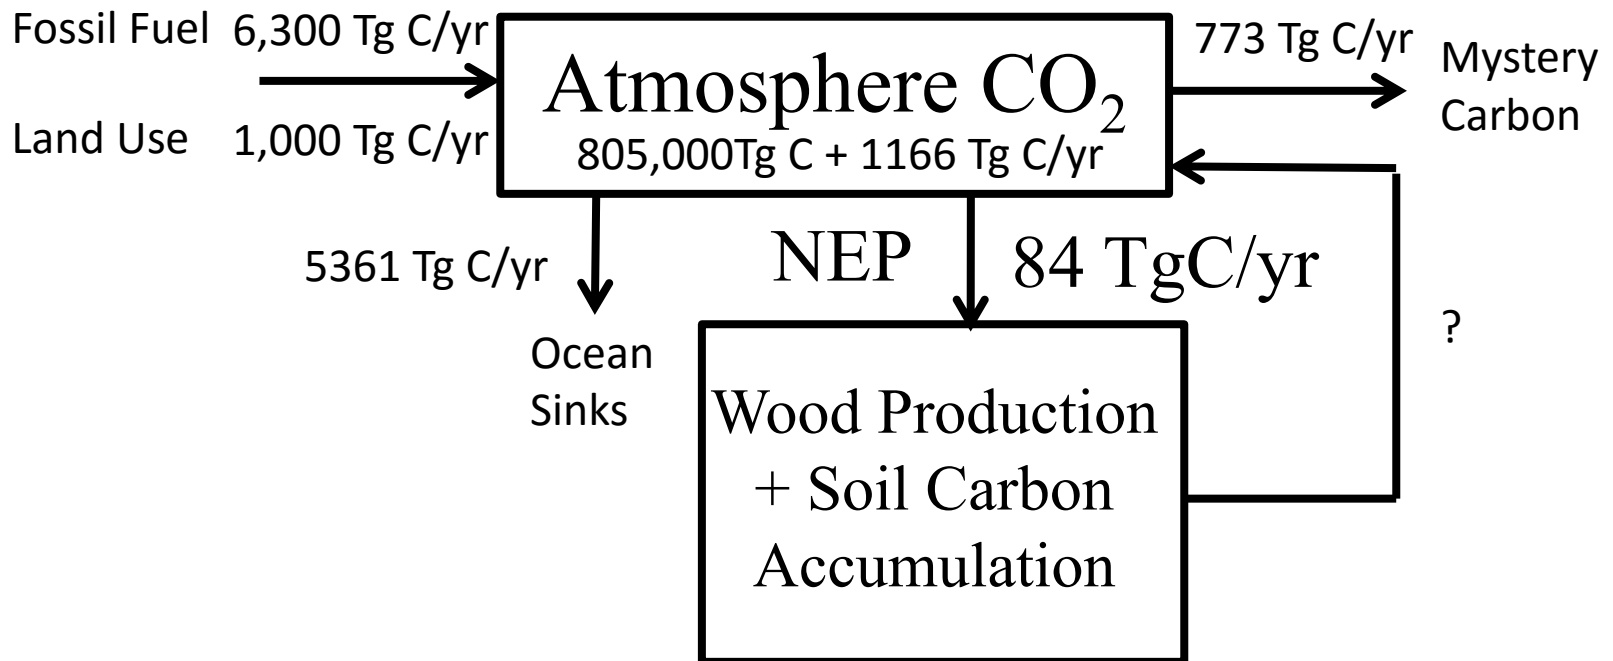 Fossil Fuel 6,300 Tg C/yr
Land Use 1,000 Tg C/yr
Atmosphere CO₂
805,000Tg C + 1166 Tg C/yr
773 Tg C/yr
Mystery
Carbon
5361 Tg C/yr
Ocean
Sinks
NEP 84 TgC/yr
?
Wood Production
+ Soil Carbon
Accumulation